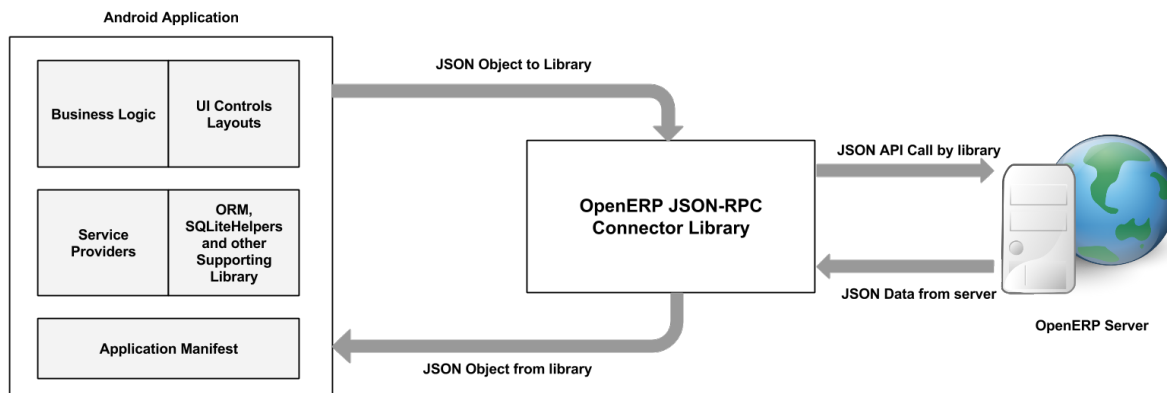 Android Application
Business Logic
UI Controls
Layouts
Service
Providers
ORM,
SQLiteHelpers
and other
Supporting
Library
Application Manifest
JSON Object to Library
OpenERP JSON-RPC
Connector Library
JSON Object from library
JSON API Call by library
JSON Data from server
OpenERP Server